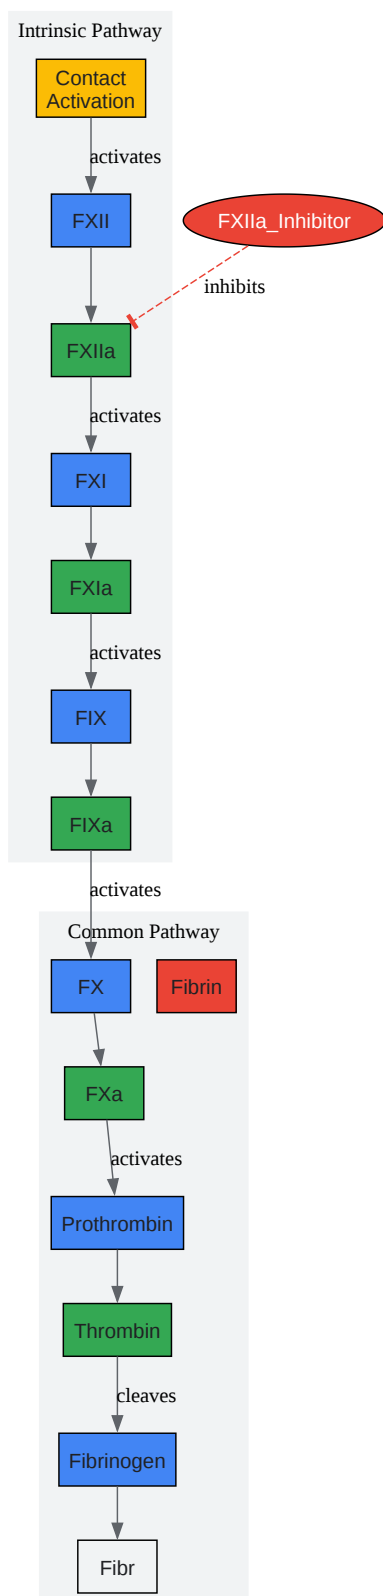 Intrinsic Pathway
Contact
Activation
activates
FXII
FXIIa_Inhibitor
inhibits
FXIIa
activates
FXI
FXIa
activates
FIX
FIXa
activates
Common Pathway
FX
Fibrin
FXa
activates
Prothrombin
Thrombin
cleaves
Fibrinogen
Fibr